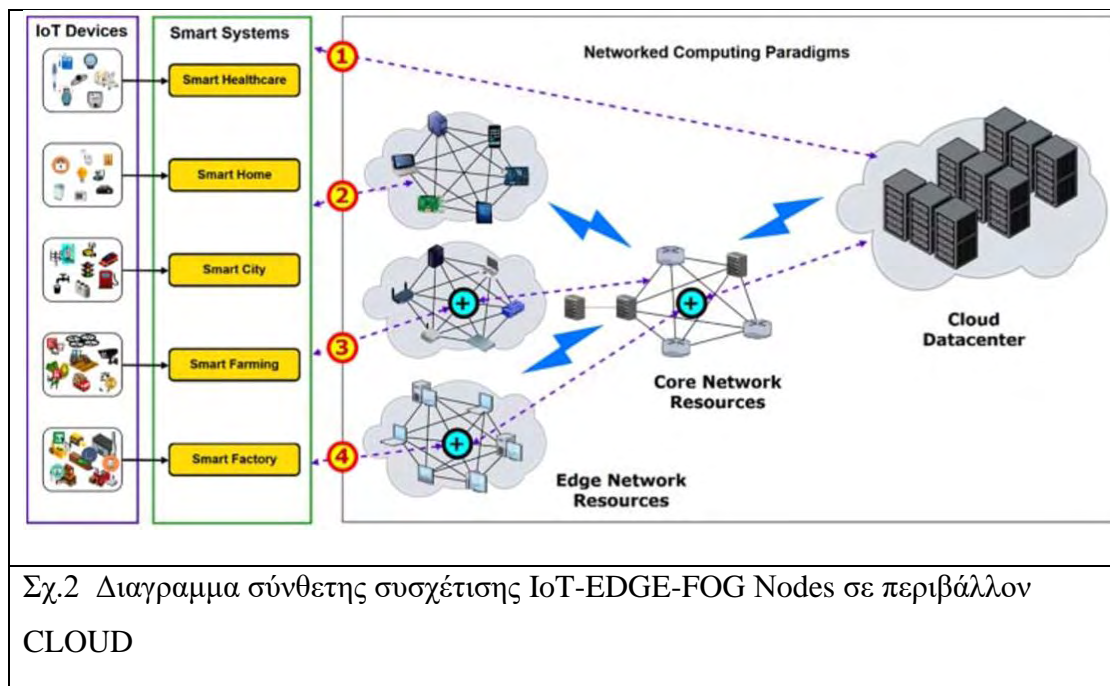 IoT Devices
Smart Systems
Networked Computing Paradigms
Smart Healthcare
Smart Home
Smart City
Smart Farming
Smart Factory
1
2
3
4
+
+
+
Cloud
Datacenter
Core Network
Resources
Edge Network
Resources
Σχ.2 Διαγραμμα σύνθετης συσχέτισης IoT-EDGE-FOG Nodes σε περιβάλλον
CLOUD